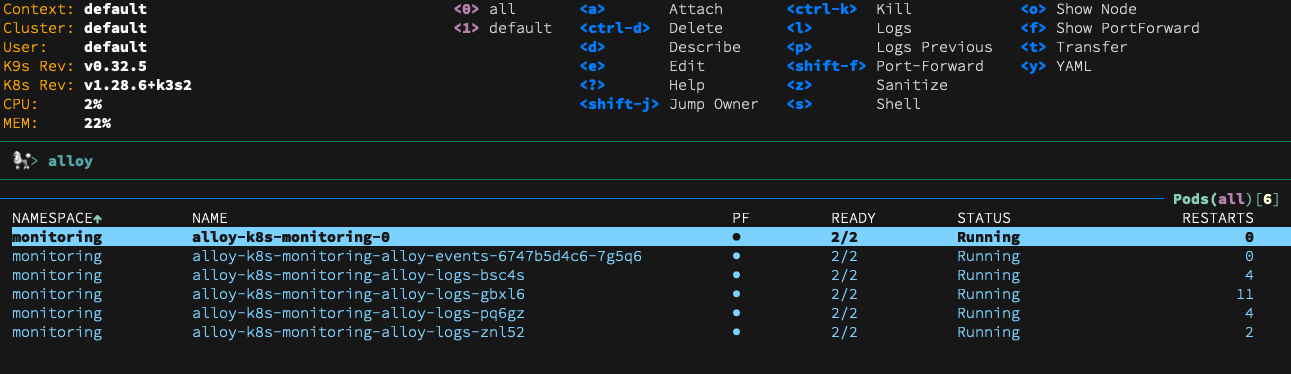 Context: default <0> all <a> Attach <ctrl-k> Kill <o> Show Node
Cluster: default <1> default <ctrl-d> Delete <l> Logs <f> Show PortForward
User: default <d> Describe <p> Logs Previous <t> Transfer
K9s Rev: v0.32.5 <e> Edit <shift-f> Port-Forward <y> YAML
K8s Rev: v1.28.6+k3s2 <?> Help <z> Sanitize
CPU: 2% <shift-j> Jump Owner <s> Shell
MEM: 22%
> alloy
Pods(all)[6]
NAMESPACE↑ NAME PF READY STATUS RESTARTS
monitoring alloy-k8s-monitoring-0 ● 2/2 Running 0
monitoring alloy-k8s-monitoring-alloy-events-6747b5d4c6-7g5q6 ● 2/2 Running 0
monitoring alloy-k8s-monitoring-alloy-logs-bsc4s ● 2/2 Running 4
monitoring alloy-k8s-monitoring-alloy-logs-gbxl6 ● 2/2 Running 11
monitoring alloy-k8s-monitoring-alloy-logs-pq6gz ● 2/2 Running 4
monitoring alloy-k8s-monitoring-alloy-logs-znl52 ● 2/2 Running 2